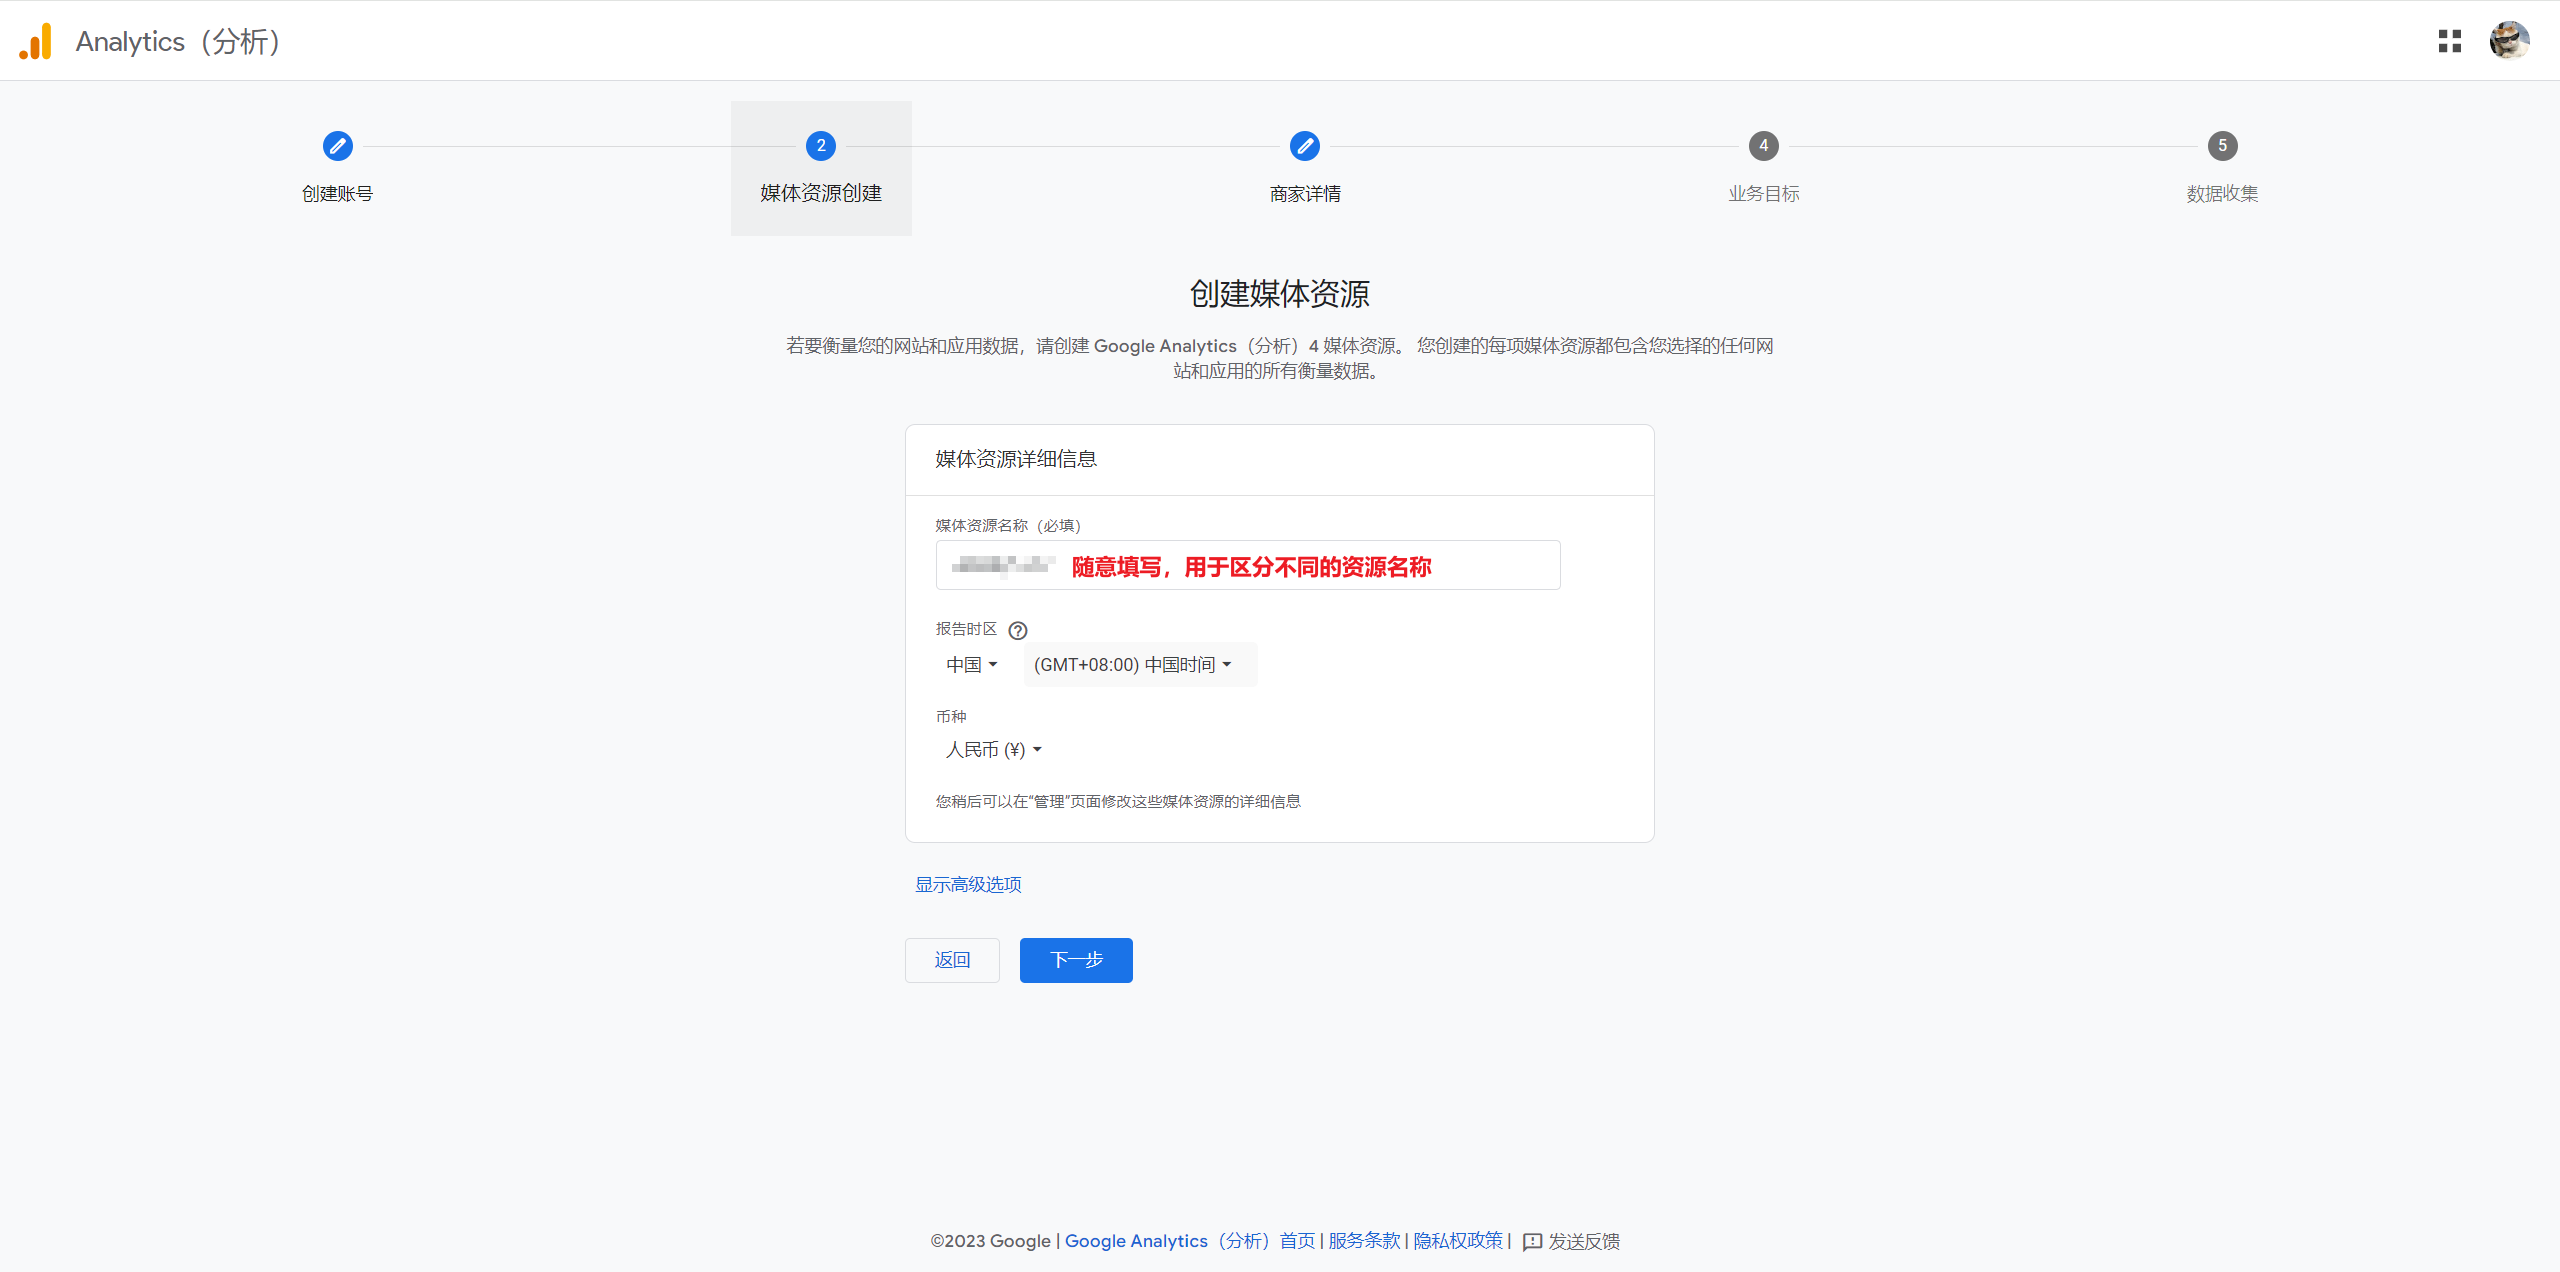 Analytics（分析）
2
4
5
创建账号
媒体资源创建
商家详情
业务目标
数据收集
创建媒体资源
若要衡量您的网站和应用数据，请创建 Google Analytics（分析）4 媒体资源。 您创建的每项媒体资源都包含您选择的任何网
站和应用的所有衡量数据。
媒体资源详细信息
媒体资源名称（必填）
随意填写，用于区分不同的资源名称
报告时区
中国 (GMT+08:00) 中国时间
币种
人民币 (¥)
您稍后可以在“管理”页面修改这些媒体资源的详细信息
显示高级选项
返回 下一步
©2023 Google | Google Analytics（分析）首页 | 服务条款 | 隐私权政策 | 发送反馈